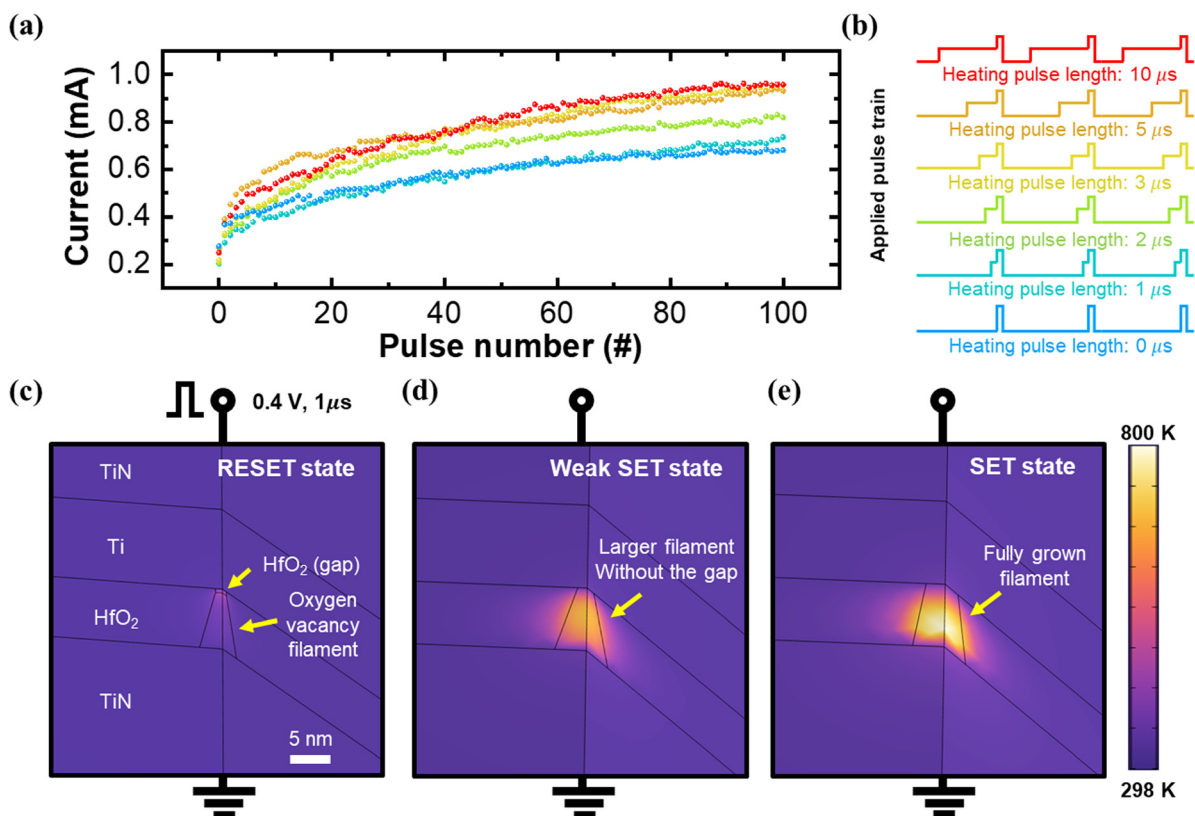 (a)
Current (mA)
1.0
0.8
0.6
0.4
0.2
0
20
40
60
80
100
Pulse number (#)
(b)
Applied pulse train
Heating pulse length: 10 μs
Heating pulse length: 5 μs
Heating pulse length: 3 μs
Heating pulse length: 2 μs
Heating pulse length: 1 μs
Heating pulse length: 0 μs
(c)
0.4 V, 1μs
RESET state
TiN
Ti
HfO₂
TiN
HfO₂ (gap)
Oxygen
vacancy
filament
5 nm
(d)
Weak SET state
Larger filament
Without the gap
(e)
SET state
Fully grown
filament
800 K
298 K